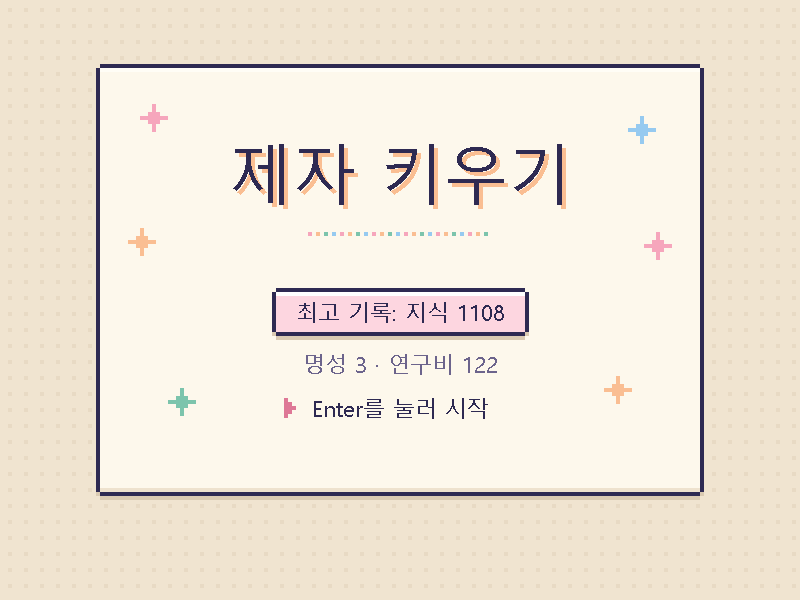 제자 키우기
최고 기록: 지식 1108
명성 3 · 연구비 122
Enter를 눌러 시작